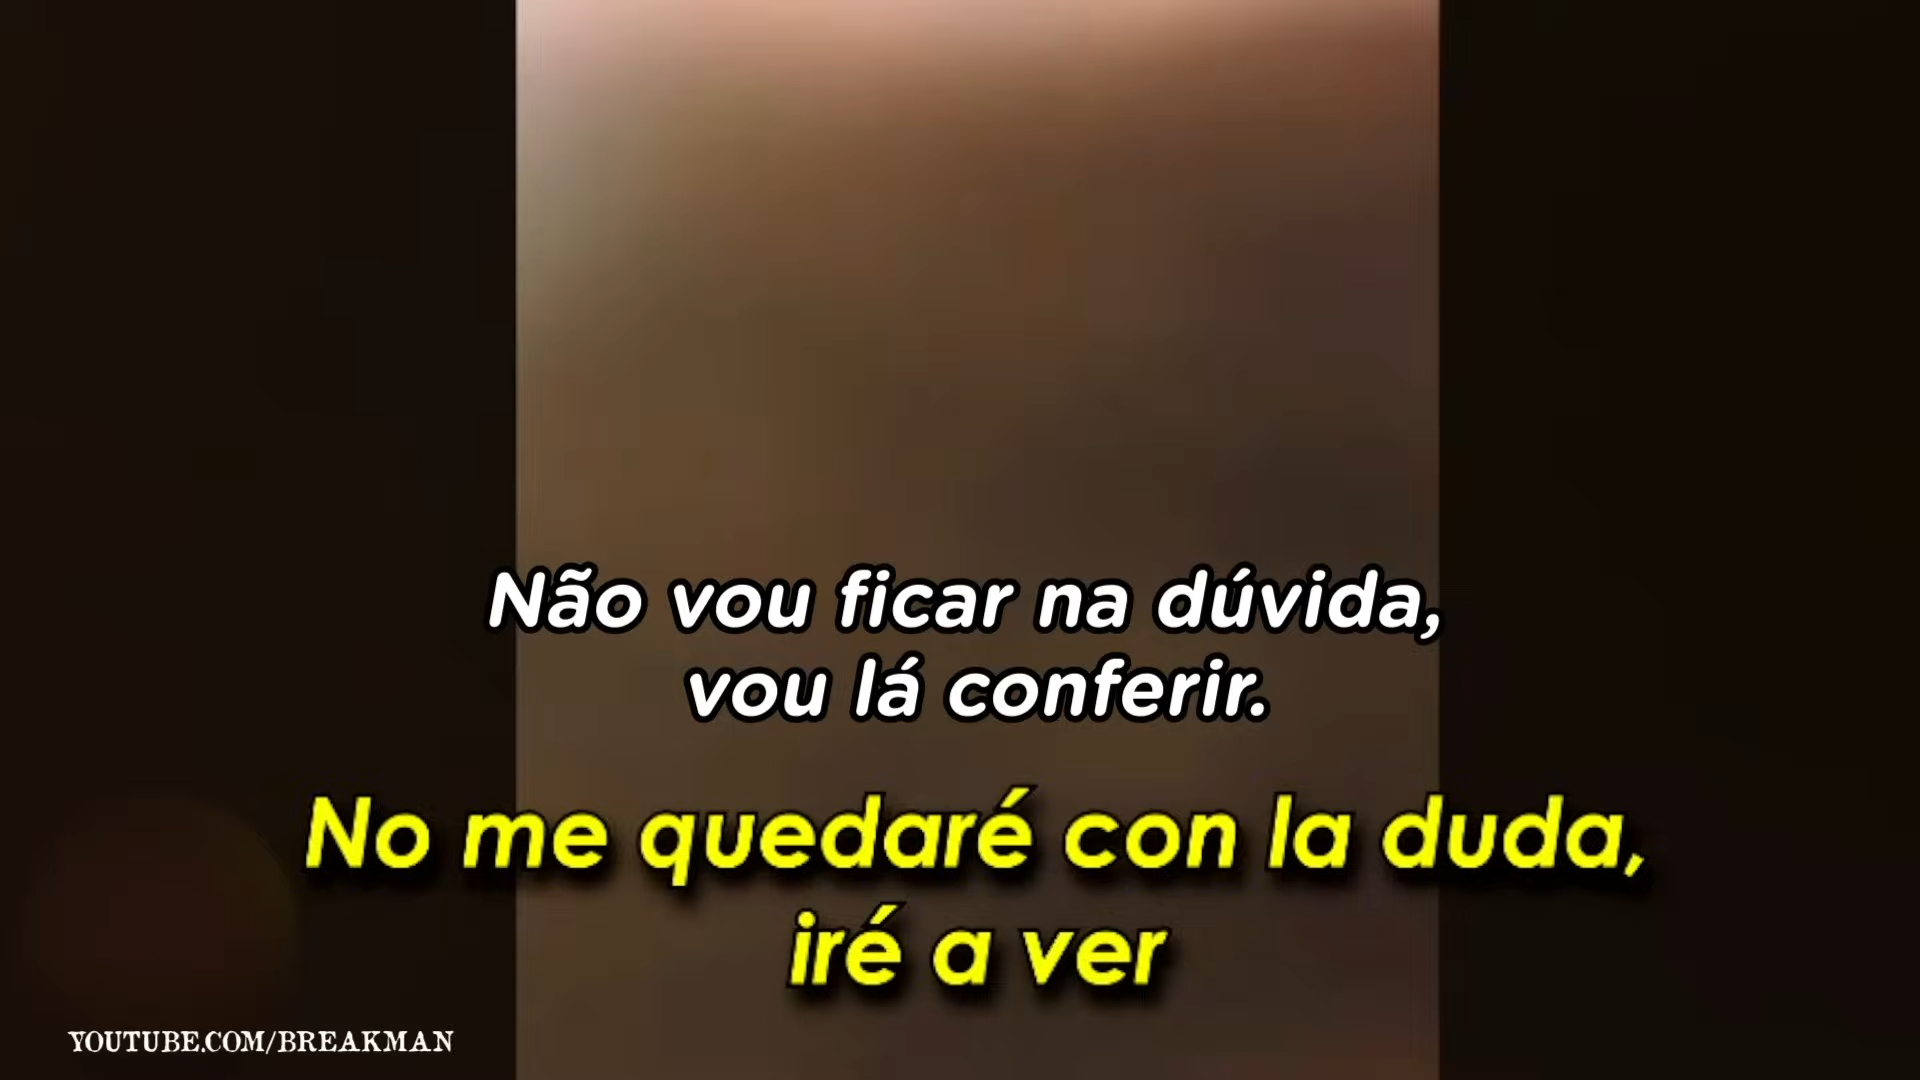 Não vou ficar na dúvida,
vou lá conferir.
No me quedaré con la duda,
iré a ver
YOUTUBE.COM/BREAKMAN